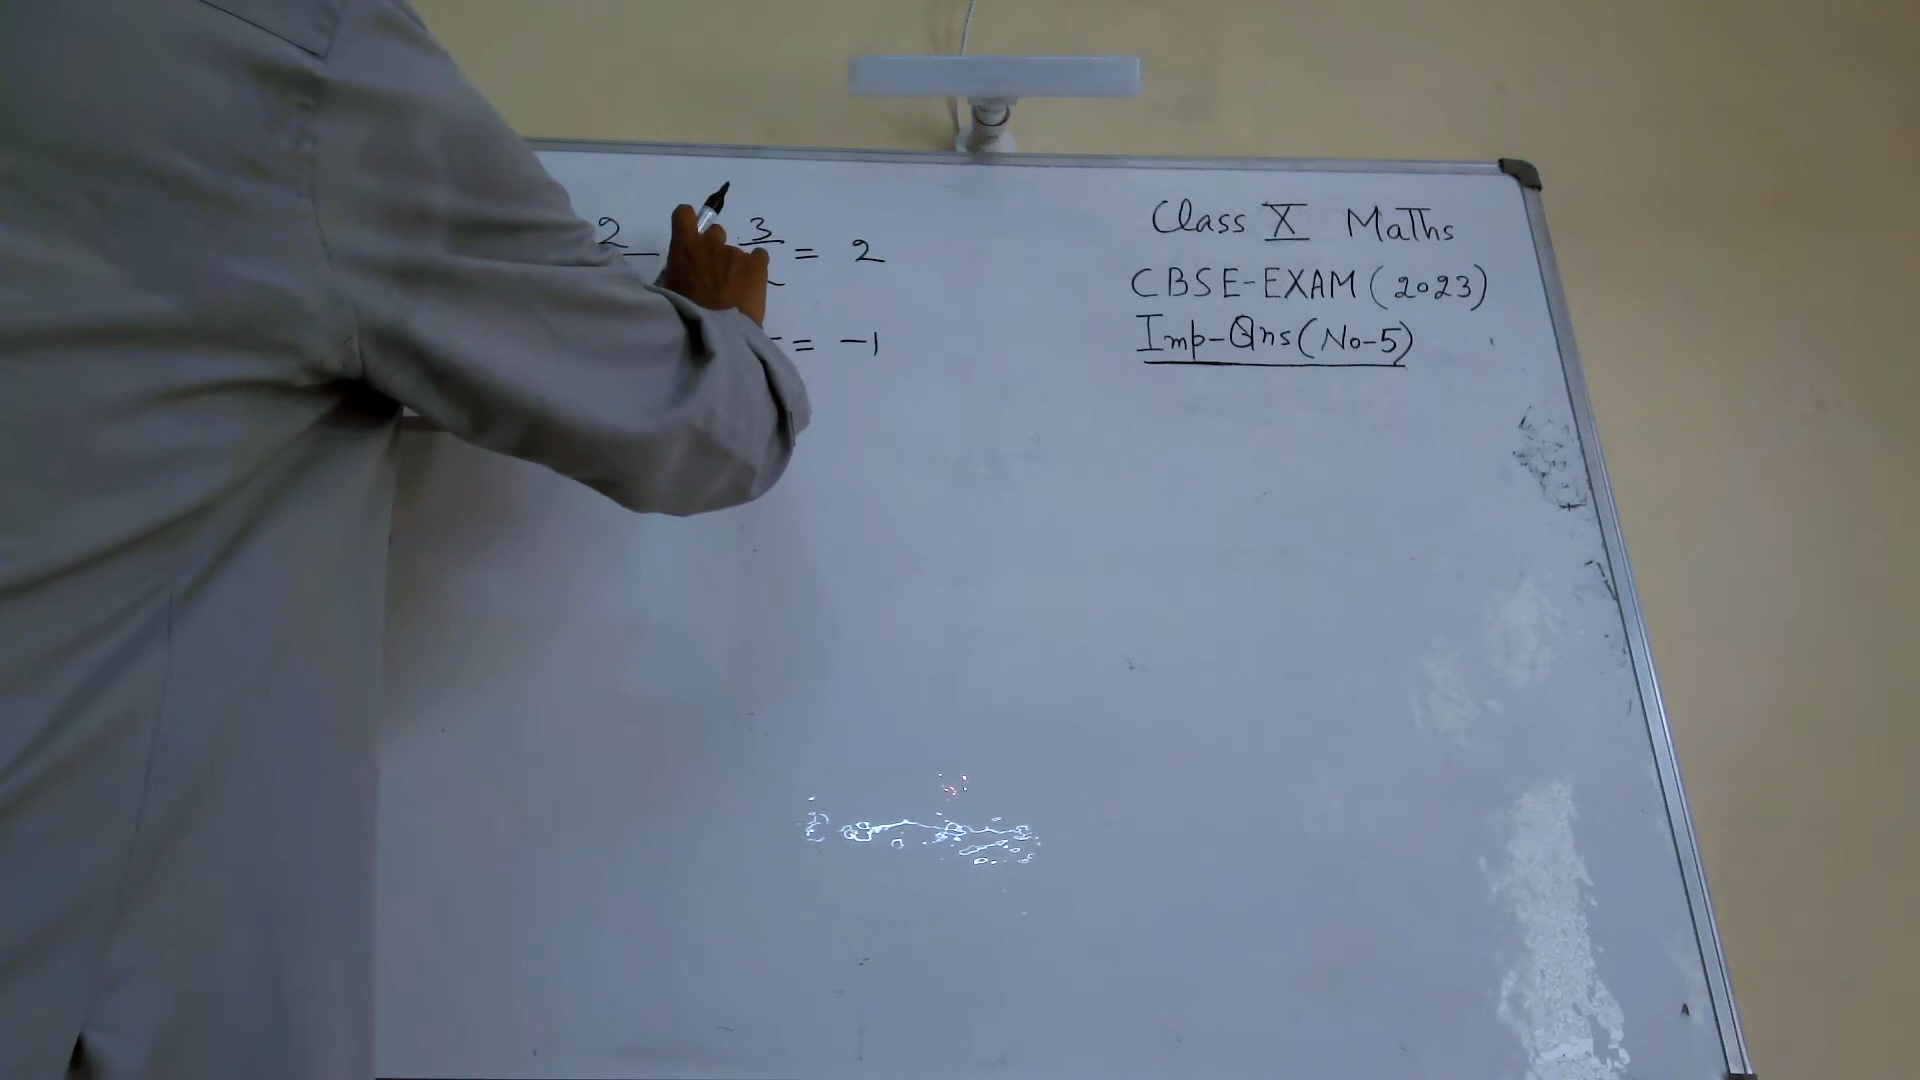 2 3 = 2
= -1
Class X Maths
CBSE-EXAM (2023)
Imp-Qns (No-5)